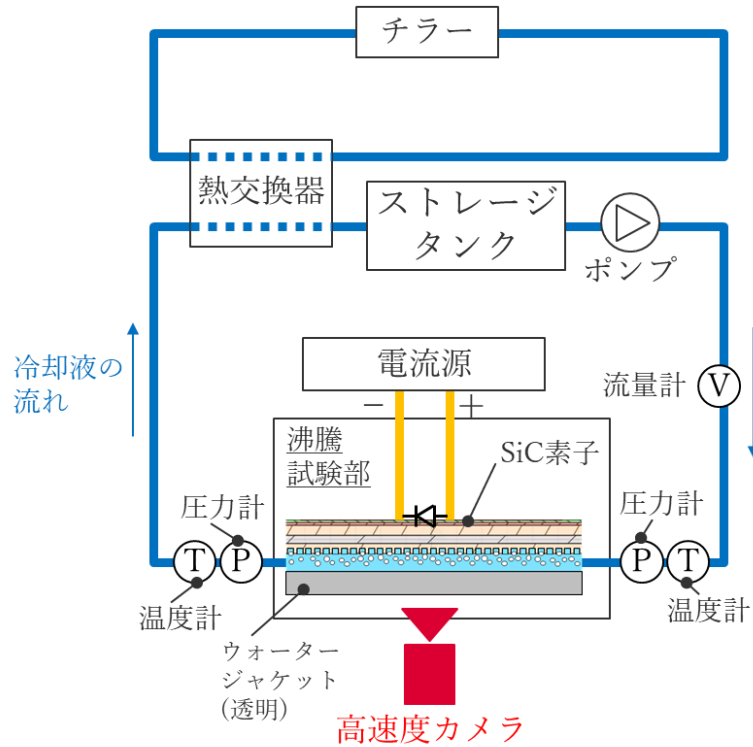 チラー
熱交換器
ストレージ
タンク
ポンプ
冷却液の
流れ
電流源
流量計
V
−
+
沸騰
試験部
SiC素子
圧力計
圧力計
T
P
P
T
温度計
温度計
ウォーター
ジャケット
(透明)
高速度カメラ